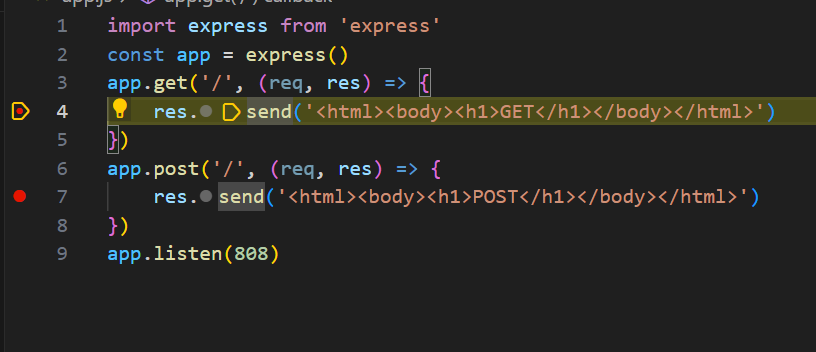 app.js > app.get('/') callback
1 import express from 'express'
2 const app = express()
3 app.get('/', (req, res) => {
4 res.send('<html><body><h1>GET</h1></body></html>')
5 })
6 app.post('/', (req, res) => {
7 res.send('<html><body><h1>POST</h1></body></html>')
8 })
9 app.listen(808)